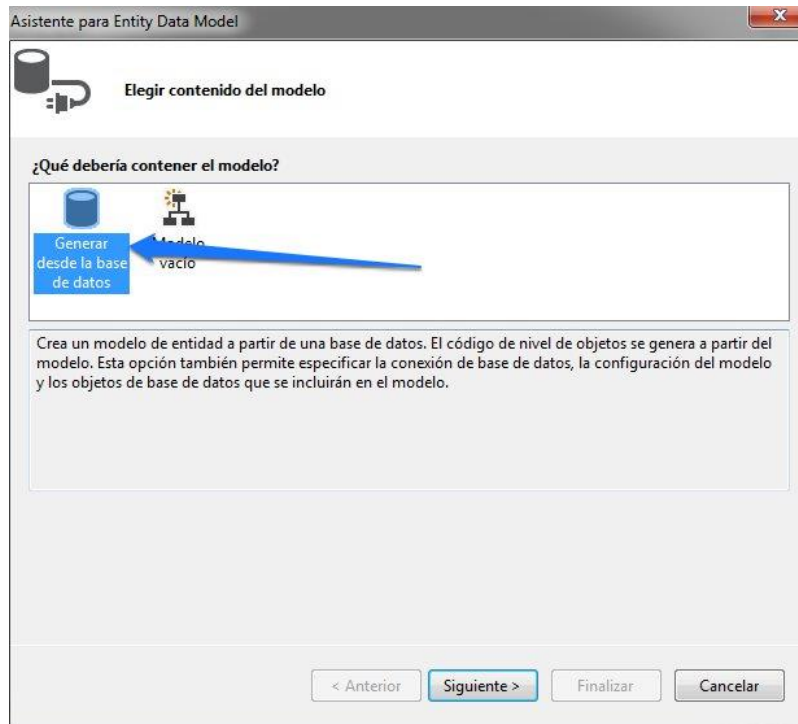 Asistente para Entity Data Model
Elegir contenido del modelo
¿Qué debería contener el modelo?
Generar
desde la base
de datos
Modelo
vacío
Crea un modelo de entidad a partir de una base de datos. El código de nivel de objetos se genera a partir del
modelo. Esta opción también permite especificar la conexión de base de datos, la configuración del modelo
y los objetos de base de datos que se incluirán en el modelo.
< Anterior
Siguiente >
Finalizar
Cancelar